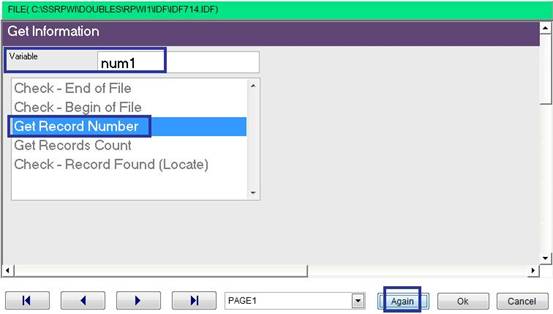 FILE( C:\SSRPWI\DOUBLES\RPWI1\IDF\IDF714.IDF)
Get Information
Variable num1
Check - End of File
Check - Begin of File
Get Record Number
Get Records Count
Check - Record Found (Locate)
PAGE1 Again Ok Cancel